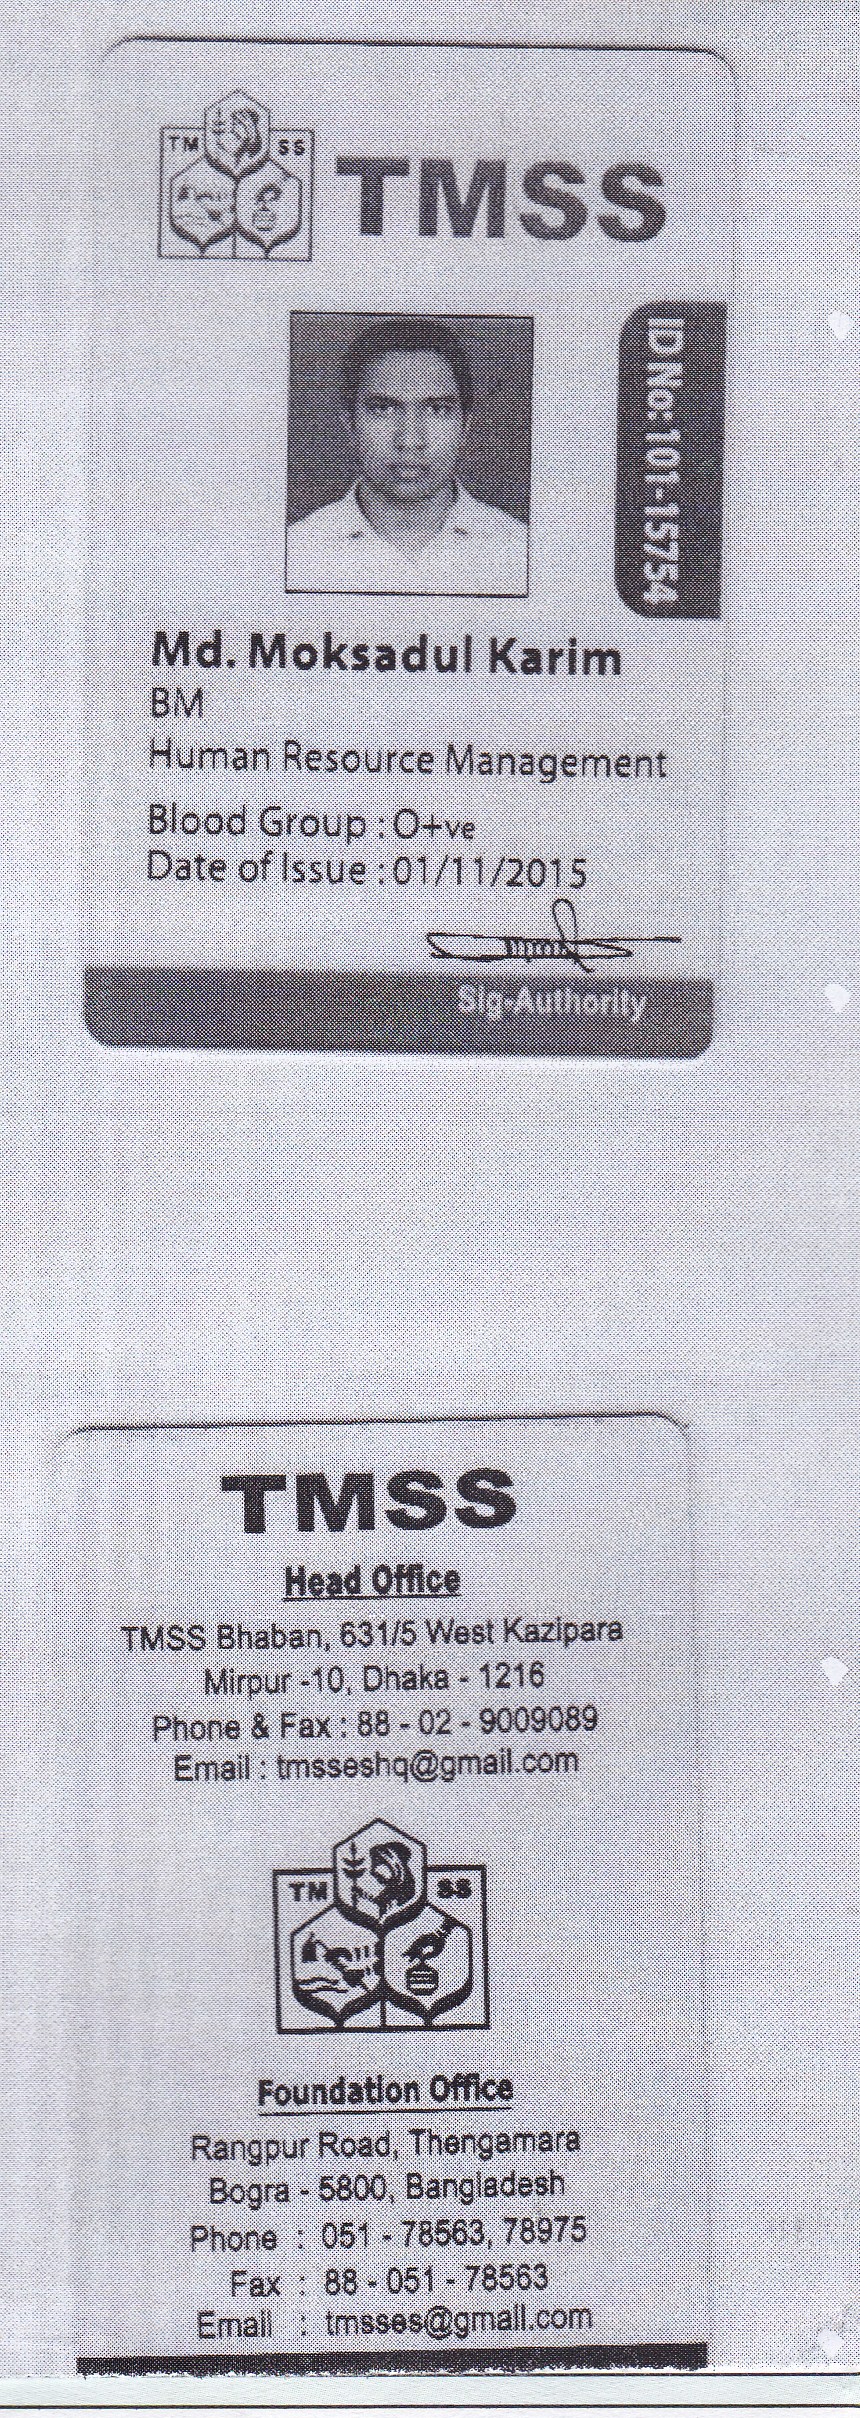 TM SS
TMSS
ID No: 101-15754
Md. Moksadul Karim
BM
Human Resource Management
Blood Group : O+ve
Date of Issue : 01/11/2015
Sig-Authority
TMSS
Head Office
TMSS Bhaban, 631/5 West Kazipara
Mirpur -10, Dhaka - 1216
Phone & Fax : 88 - 02 - 9009089
Email : tmsseshq@gmail.com
TM SS
Foundation Office
Rangpur Road, Thengamara
Bogra - 5800, Bangladesh
Phone : 051 - 78563, 78975
Fax : 88 - 051 - 78563
Email : tmsses@gmail.com